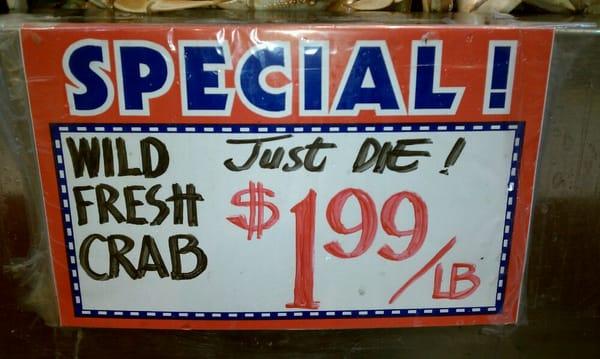 SPECIAL!
WILD FRESH CRAB
Just DIE!
$1.99/LB